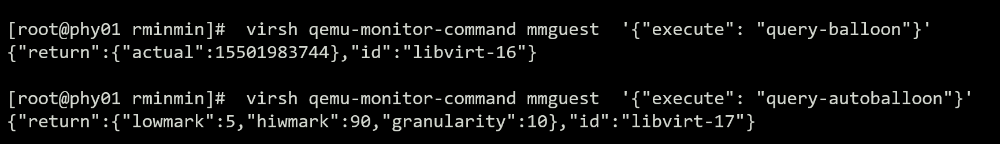 [root@phy01 rminmin]#  virsh qemu-monitor-command mmguest  '{"execute": "query-balloon"}'
{"return":{"actual":15501983744},"id":"libvirt-16"}
[root@phy01 rminmin]#  virsh qemu-monitor-command mmguest  '{"execute": "query-autoballoon"}'
{"return":{"lowmark":5,"hiwmark":90,"granularity":10},"id":"libvirt-17"}